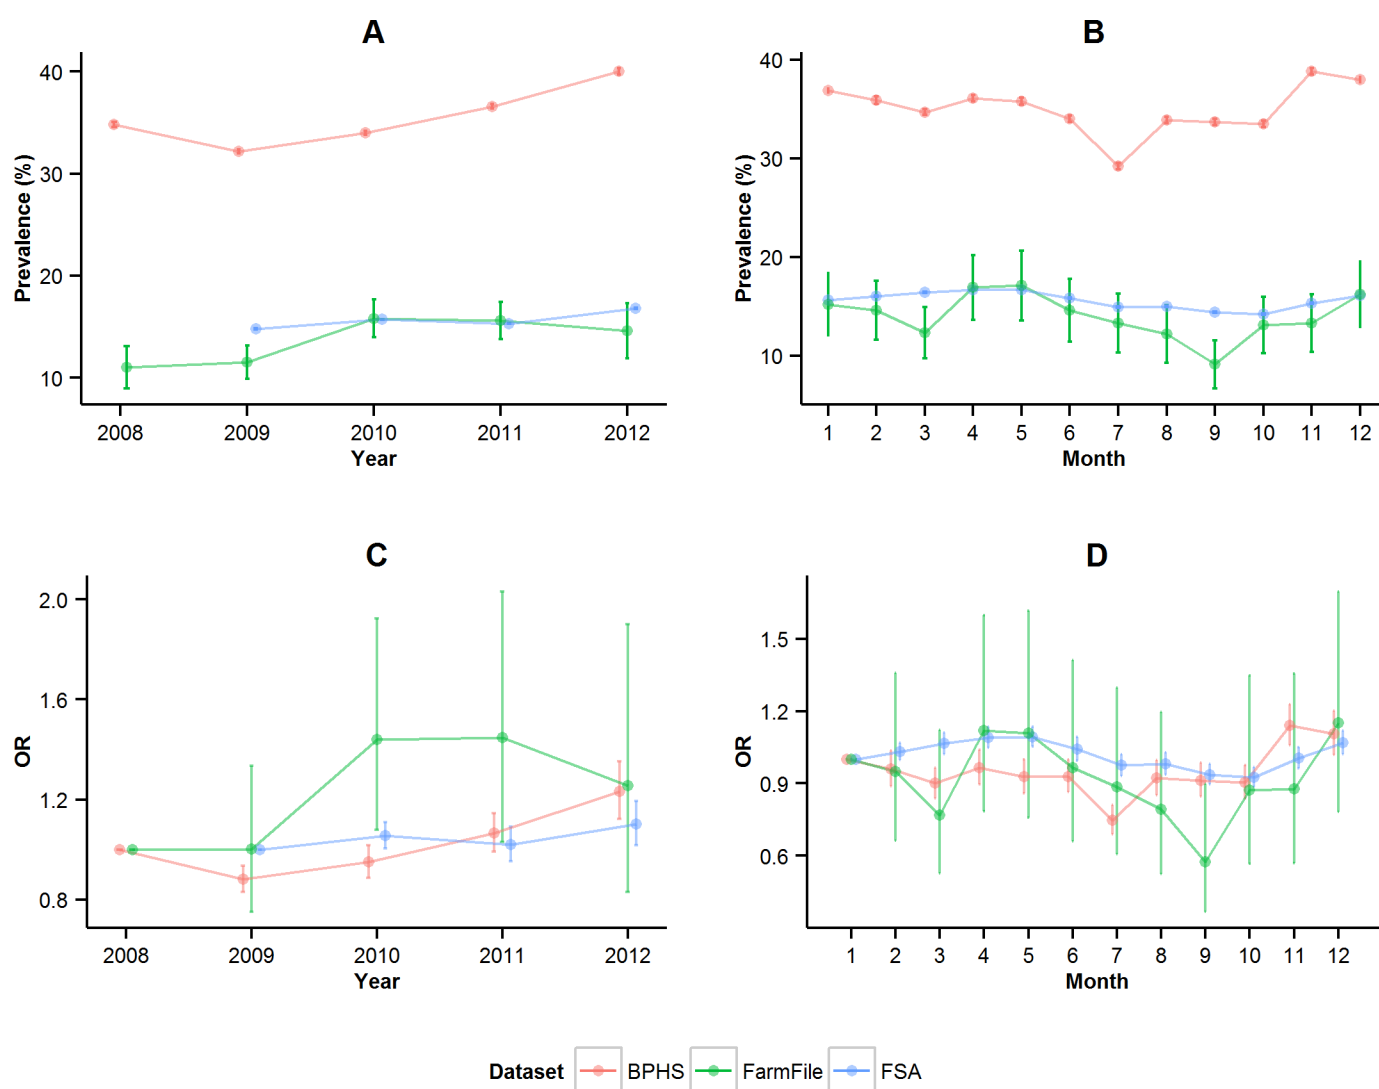 A
Prevalence (%)
40
30
20
10
2008 2009 2010 2011 2012
Year
B
Prevalence (%)
40
30
20
10
1 2 3 4 5 6 7 8 9 10 11 12
Month
C
OR
2.0
1.6
1.2
0.8
2008 2009 2010 2011 2012
Year
D
OR
1.5
1.2
0.9
0.6
1 2 3 4 5 6 7 8 9 10 11 12
Month
Dataset BPHS FarmFile FSA